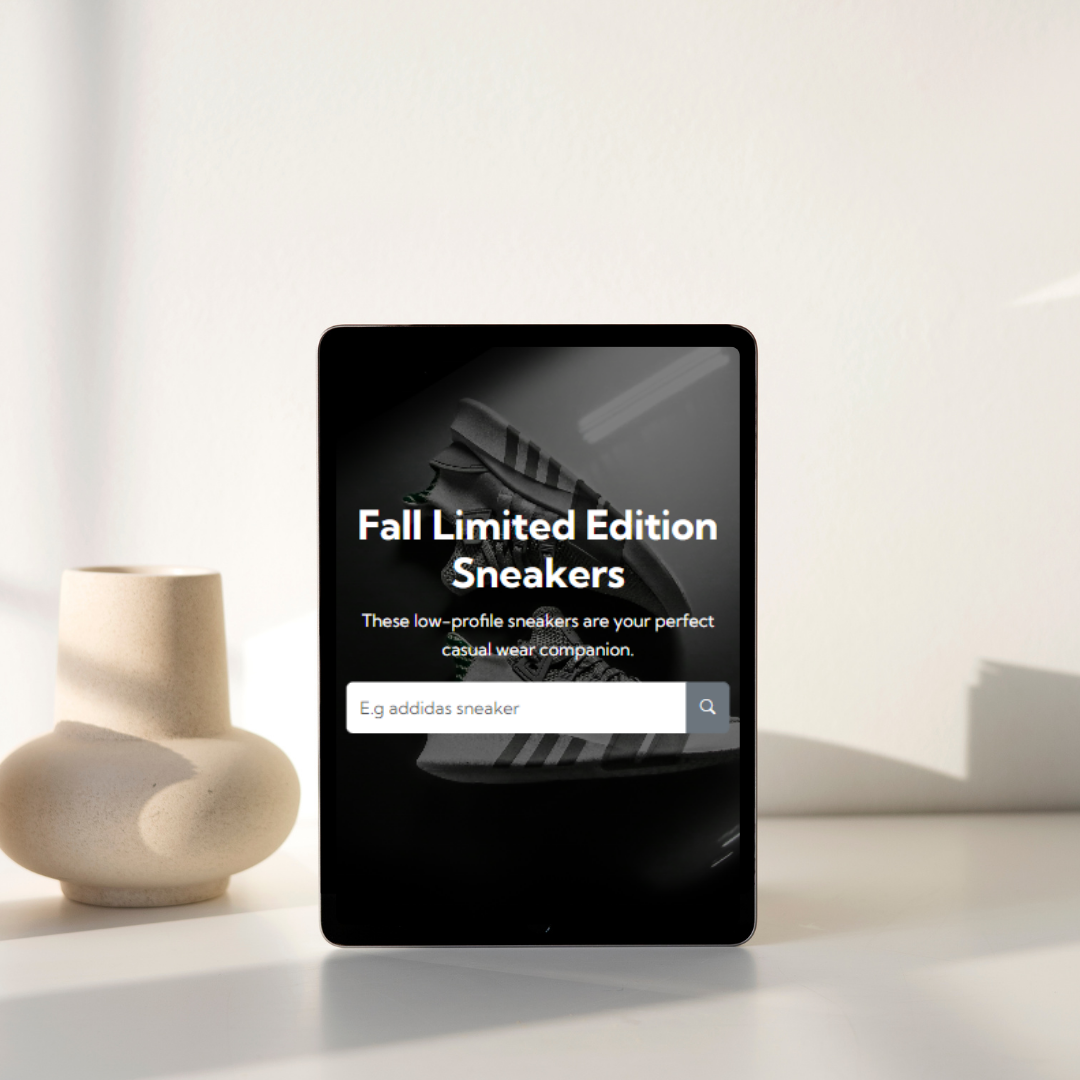 Fall Limited Edition
Sneakers
These low-profile sneakers are your perfect
casual wear companion.
E.g addidas sneaker